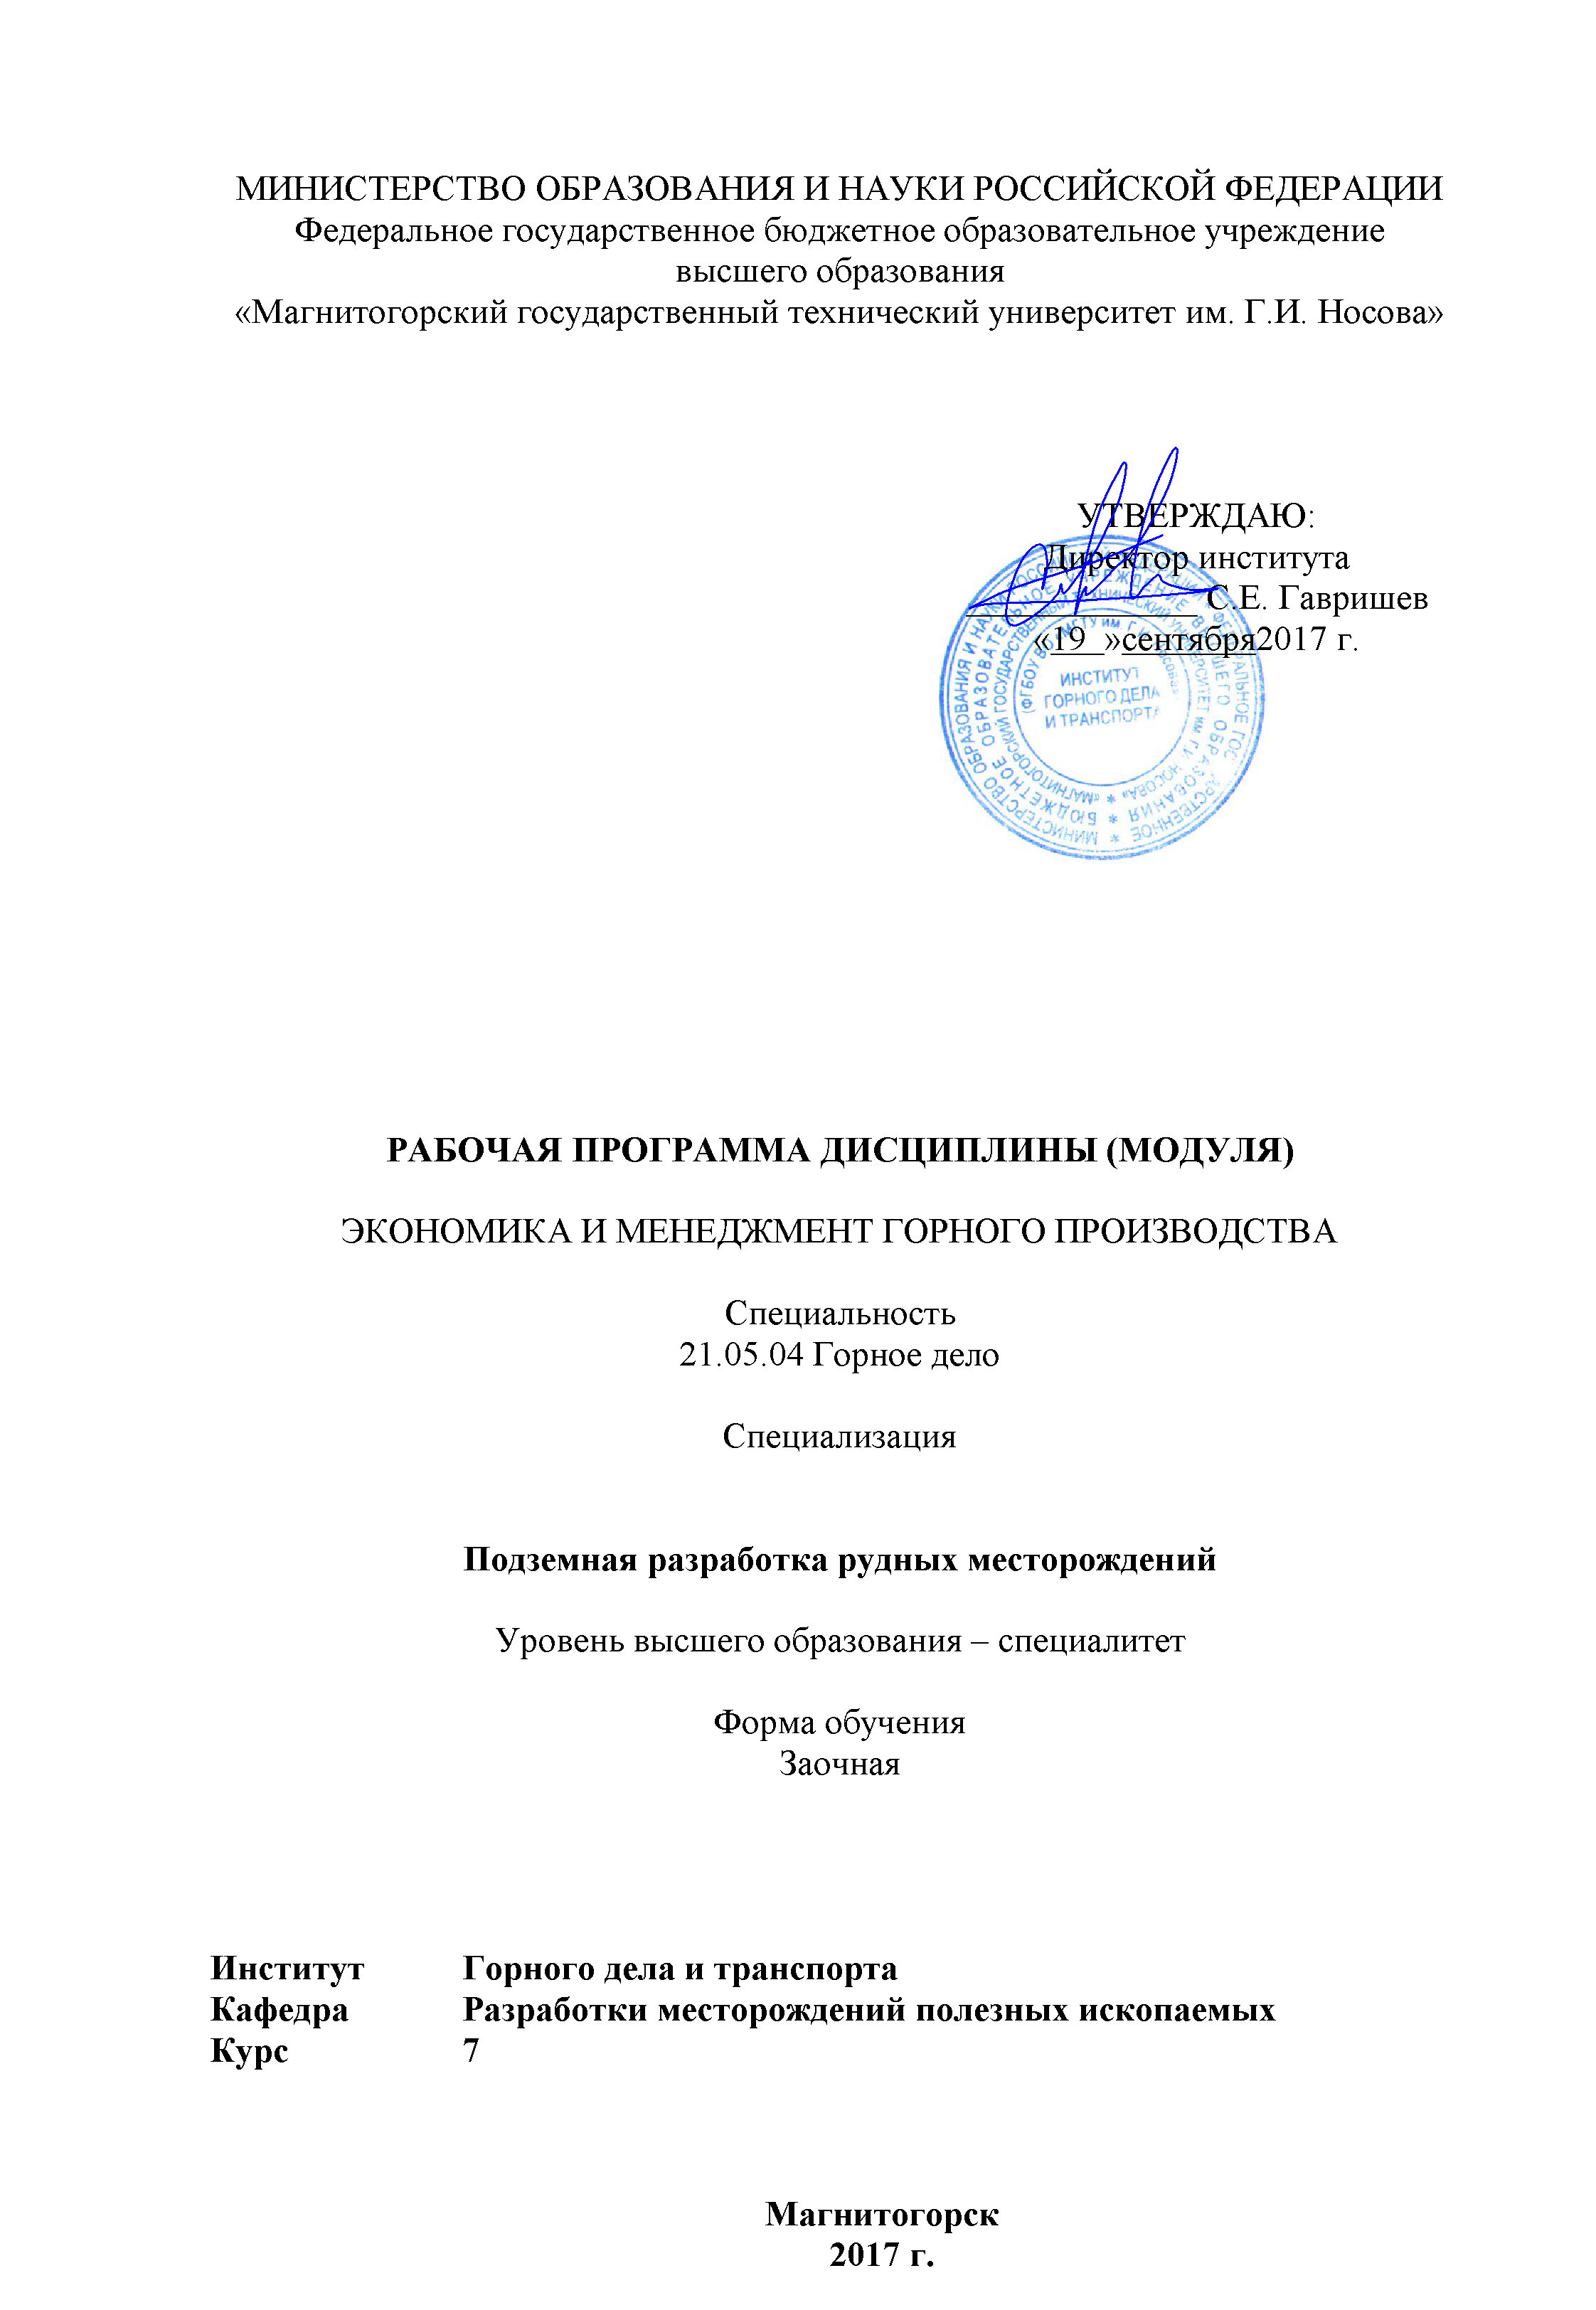 МИНИСТЕРСТВО ОБРАЗОВАНИЯ И НАУКИ РОССИЙСКОЙ ФЕДЕРАЦИИ
Федеральное государственное бюджетное образовательное учреждение
высшего образования
«Магнитогорский государственный технический университет им. Г.И. Носова»
УТВЕРЖДАЮ:
Директор института
С.Е. Гавришев
«19 »сентября2017 г.
ИНСТИТУТ
ГОРНОГО ДЕЛА
И ТРАНСПОРТА
РАБОЧАЯ ПРОГРАММА ДИСЦИПЛИНЫ (МОДУЛЯ)
ЭКОНОМИКА И МЕНЕДЖМЕНТ ГОРНОГО ПРОИЗВОДСТВА
Специальность
21.05.04 Горное дело
Специализация
Подземная разработка рудных месторождений
Уровень высшего образования – специалитет
Форма обучения
Заочная
Институт Горного дела и транспорта
Кафедра Разработки месторождений полезных ископаемых
Курс 7
Магнитогорск
2017 г.